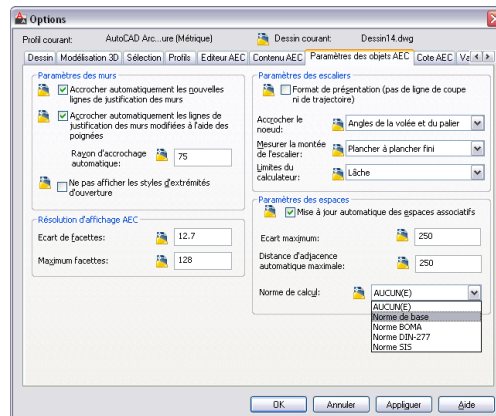 Options
Profil courant: AutoCAD Arc...ure (Métrique) Dessin courant: Dessin14.dwg
Dessin Modélisation 3D Sélection Profils Editeur AEC Contenu AEC Paramètres des objets AEC Cote AEC
Paramètres des murs
Accrocher automatiquement les nouvelles
lignes de justification des murs
Accrocher automatiquement les lignes de
justification des murs modifiées à l'aide des
poignées
Rayon d'accrochage
automatique: 75
Ne pas afficher les styles d'extrémités
d'ouverture
Résolution d'affichage AEC
Ecart de facettes: 12.7
Maximum facettes: 128
Paramètres des escaliers
Format de présentation (pas de ligne de coupe
ni de trajectoire)
Accrocher le
noeud: Angles de la volée et du palier
Mesurer la montée
de l'escalier: Plancher à plancher fini
Limites du
calculateur: Lâche
Paramètres des espaces
Mise à jour automatique des espaces associatifs
Ecart maximum: 250
Distance d'adjacence
automatique maximale: 250
Norme de calcul: AUCUN(E)
AUCUN(E)
Norme de base
Norme BOMA
Norme DIN-277
Norme SIS
OK Annuler Appliquer Aide